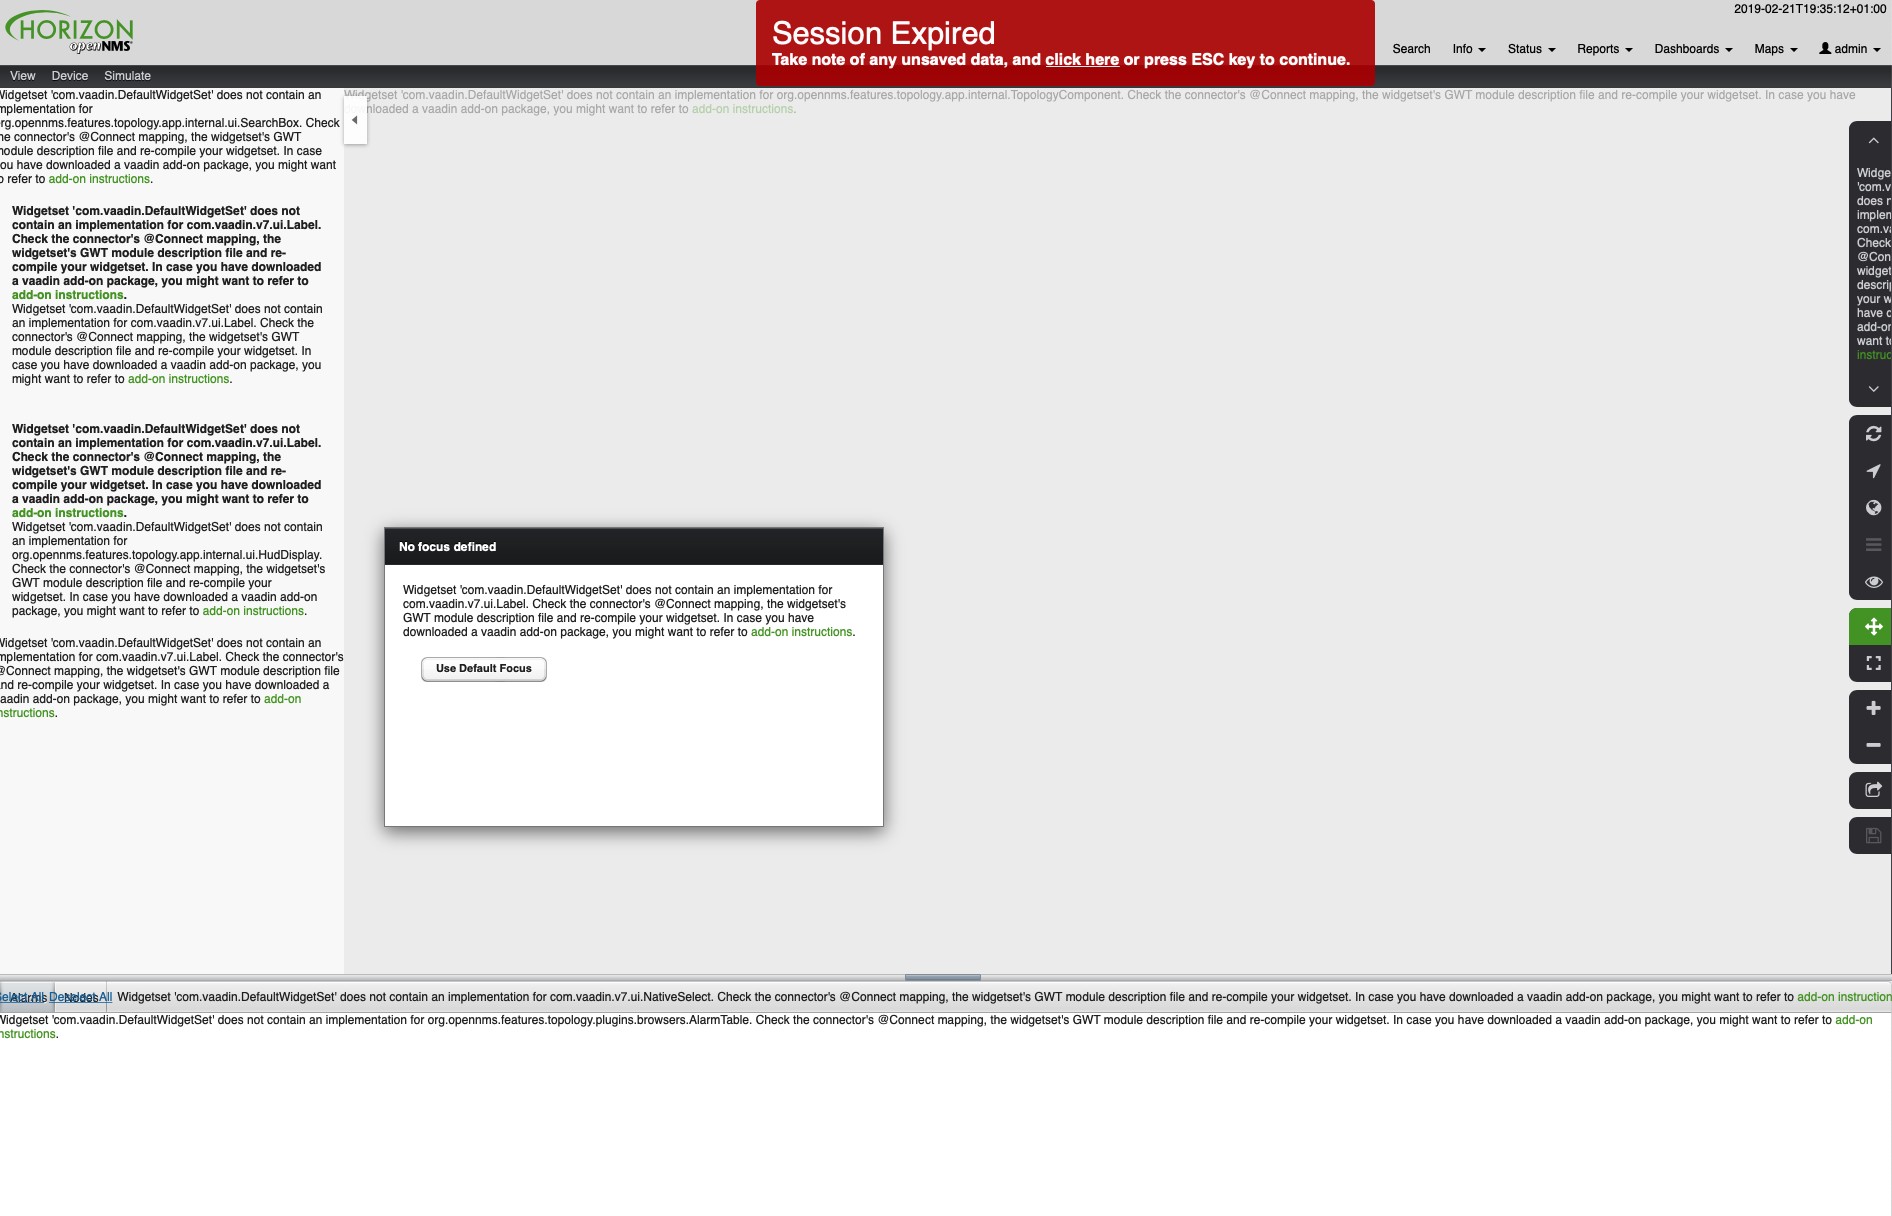 HORIZON
openNMS
Session Expired
Take note of any unsaved data, and click here or press ESC key to continue.
2019-02-21T19:35:12+01:00
Search Info Status Reports Dashboards Maps admin
View Device Simulate
Widgetset 'com.vaadin.DefaultWidgetSet' does not contain an
mplementation for
rg.opennms.features.topology.app.internal.ui.SearchBox. Check
he connector's @Connect mapping, the widgetset's GWT
nodule description file and re-compile your widgetset. In case
ou have downloaded a vaadin add-on package, you might want
o refer to add-on instructions.
Widgetset 'com.vaadin.DefaultWidgetSet' does not
contain an implementation for com.vaadin.v7.ui.Label.
Check the connector's @Connect mapping, the
widgetset's GWT module description file and re-
compile your widgetset. In case you have downloaded
a vaadin add-on package, you might want to refer to
add-on instructions.
Widgetset 'com.vaadin.DefaultWidgetSet' does not contain
an implementation for com.vaadin.v7.ui.Label. Check the
connector's @Connect mapping, the widgetset's GWT
module description file and re-compile your widgetset. In
case you have downloaded a vaadin add-on package, you
might want to refer to add-on instructions.
Widgetset 'com.vaadin.DefaultWidgetSet' does not
contain an implementation for com.vaadin.v7.ui.Label.
Check the connector's @Connect mapping, the
widgetset's GWT module description file and re-
compile your widgetset. In case you have downloaded
a vaadin add-on package, you might want to refer to
add-on instructions.
Widgetset 'com.vaadin.DefaultWidgetSet' does not contain
an implementation for
org.opennms.features.topology.app.internal.ui.HudDisplay.
Check the connector's @Connect mapping, the widgetset's
GWT module description file and re-compile your
widgetset. In case you have downloaded a vaadin add-on
package, you might want to refer to add-on instructions.
Widgetset 'com.vaadin.DefaultWidgetSet' does not contain an
mplementation for com.vaadin.v7.ui.Label. Check the connector's
@Connect mapping, the widgetset's GWT module description file
nd re-compile your widgetset. In case you have downloaded a
aadin add-on package, you might want to refer to add-on
nstructions.
Widgetset 'com.vaadin.DefaultWidgetSet' does not contain an implementation for org.opennms.features.topology.app.internal.TopologyComponent. Check the connector's @Connect mapping, the widgetset's GWT module description file and re-compile your widgetset. In case you have
nloaded a vaadin add-on package, you might want to refer to add-on instructions.
No focus defined
Widgetset 'com.vaadin.DefaultWidgetSet' does not contain an implementation for
com.vaadin.v7.ui.Label. Check the connector's @Connect mapping, the widgetset's
GWT module description file and re-compile your widgetset. In case you have
downloaded a vaadin add-on package, you might want to refer to add-on instructions.
Use Default Focus
Widge
'com.v
does n
implen
com.va
Check
@Con
widget
descrip
your w
have d
add-or
want to
instruc
Select All Deselect All Alarms Nodes Widgetset 'com.vaadin.DefaultWidgetSet' does not contain an implementation for com.vaadin.v7.ui.NativeSelect. Check the connector's @Connect mapping, the widgetset's GWT module description file and re-compile your widgetset. In case you have downloaded a vaadin add-on package, you might want to refer to add-on instruction
Widgetset 'com.vaadin.DefaultWidgetSet' does not contain an implementation for org.opennms.features.topology.plugins.browsers.AlarmTable. Check the connector's @Connect mapping, the widgetset's GWT module description file and re-compile your widgetset. In case you have downloaded a vaadin add-on package, you might want to refer to add-on
nstructions.